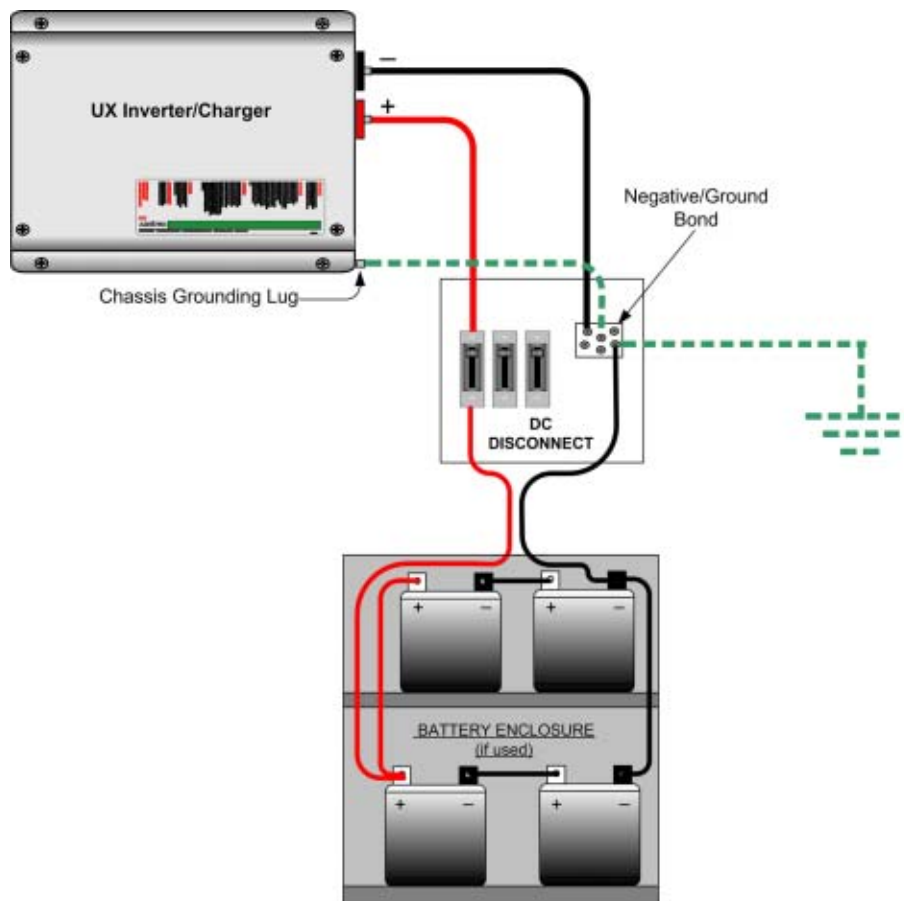 UX Inverter/Charger
−
+
Negative/Ground
Bond
Chassis Grounding Lug
DC
DISCONNECT
+ − + −
BATTERY ENCLOSURE
(if used)
+ − + −